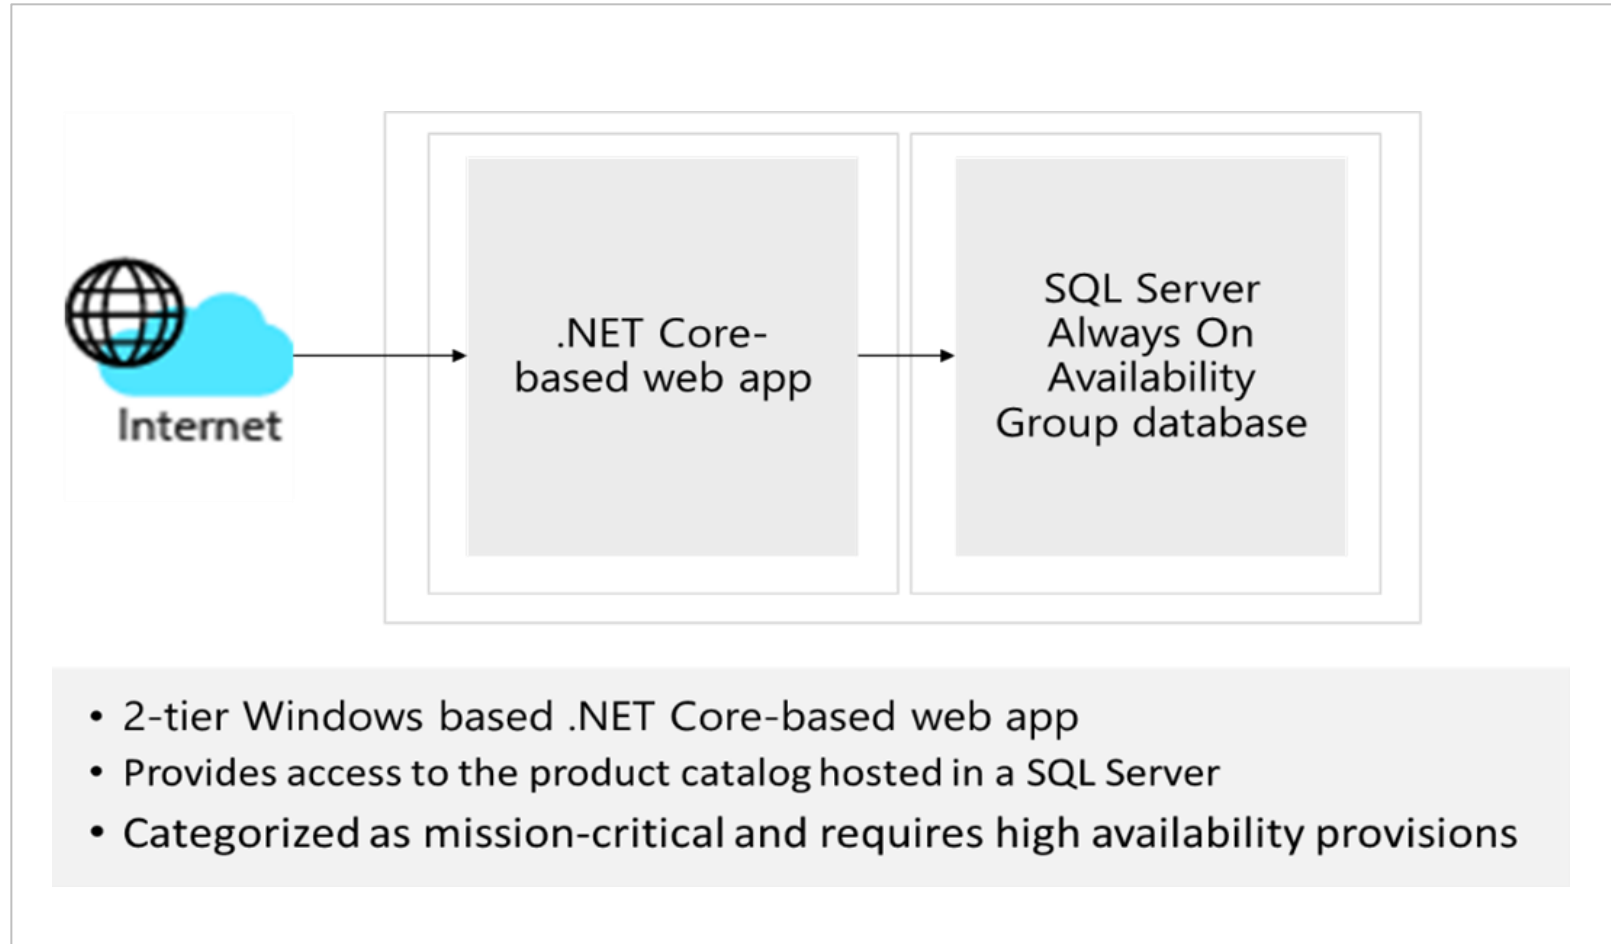 Internet
.NET Core-
based web app
SQL Server
Always On
Availability
Group database
• 2-tier Windows based .NET Core-based web app
• Provides access to the product catalog hosted in a SQL Server
• Categorized as mission-critical and requires high availability provisions